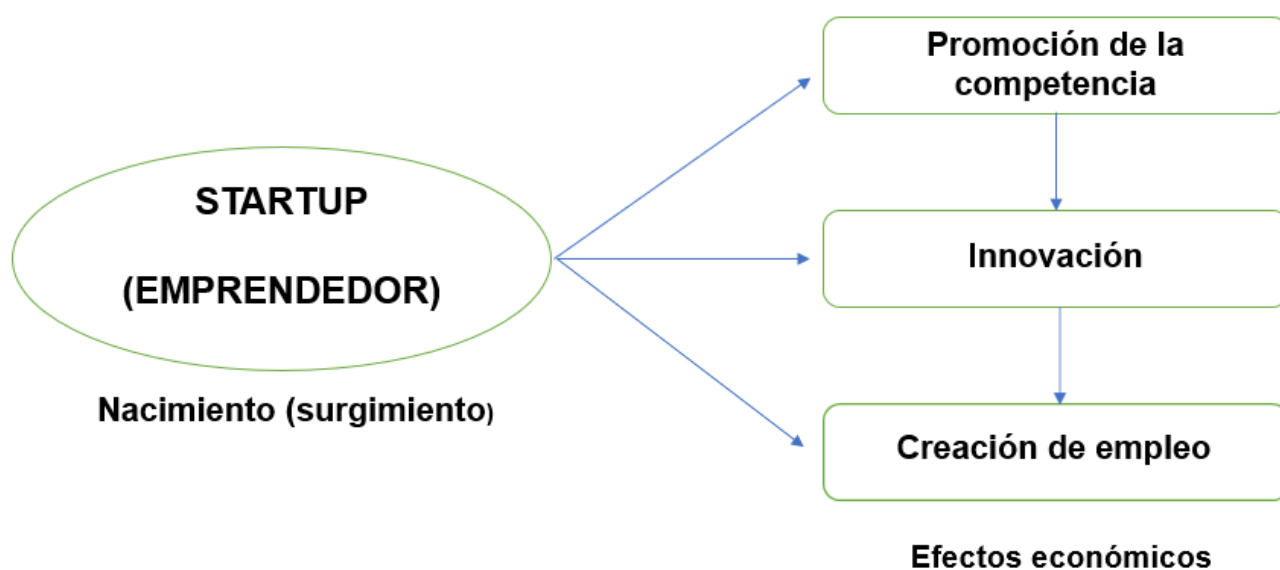 STARTUP
(EMPRENDEDOR)
Nacimiento (surgimiento)
Promoción de la
competencia
Innovación
Creación de empleo
Efectos económicos